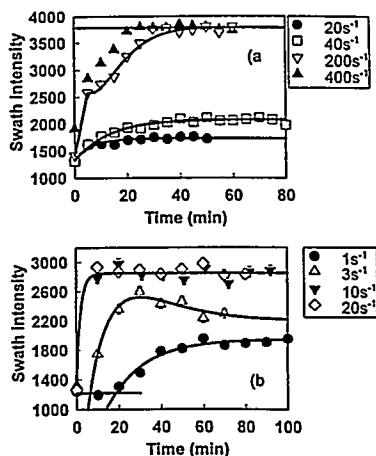 4000
3500
3000
2500
2000
1500
1000
Swath Intensity
(a
0 20 40 60 80
Time (min)
20s⁻¹
40s⁻¹
200s⁻¹
400s⁻¹
3000
2600
2200
1800
1400
1000
Swath Intensity
(b
0 20 40 60 80 100
Time (min)
1s⁻¹
3s⁻¹
10s⁻¹
20s⁻¹